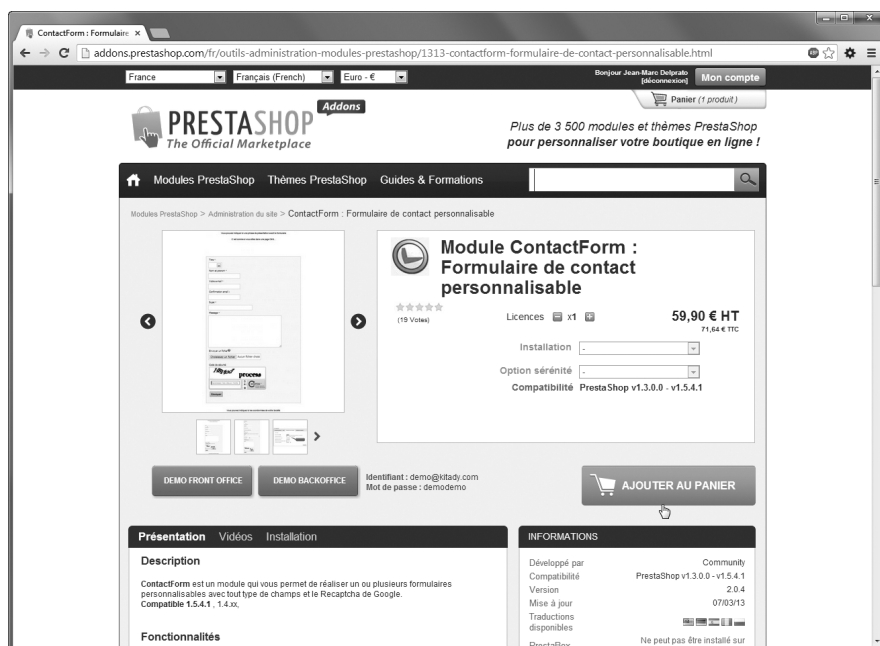 ContactForm : Formulaire
addons.prestashop.com/fr/outils-administration-modules-prestashop/1313-contactform-formulaire-de-contact-personnalisable.html
France
Français (French)
Euro - €
Bonjour Jean-Marc Delprato
[déconnexion]
Mon compte
Panier (1 produit)
PRESTASHOP
Addons
The Official Marketplace
Plus de 3 500 modules et thèmes PrestaShop
pour personnaliser votre boutique en ligne !
Modules PrestaShop
Thèmes PrestaShop
Guides & Formations
Modules PrestaShop > Administration du site > ContactForm : Formulaire de contact personnalisable
Module ContactForm :
Formulaire de contact
personnalisable
(19 Votes)
Licences x1
59,90 € HT
71,64 € TTC
Installation -
Option sérénité -
Compatibilité PrestaShop v1.3.0.0 - v1.5.4.1
process
DEMO FRONT OFFICE
DEMO BACKOFFICE
Identifiant : demo@kitady.com
Mot de passe : demodemo
AJOUTER AU PANIER
Présentation
Vidéos
Installation
Description
ContactForm est un module qui vous permet de réaliser un ou plusieurs formulaires
personnalisables avec tout type de champs et le Recaptcha de Google.
Compatible 1.5.4.1 , 1.4.xx,
Fonctionnalités
INFORMATIONS
Développé par Community
Compatibilité PrestaShop v1.3.0.0 - v1.5.4.1
Version 2.0.4
Mise à jour 07/03/13
Traductions
disponibles
PrestaBox Ne peut pas être installé sur